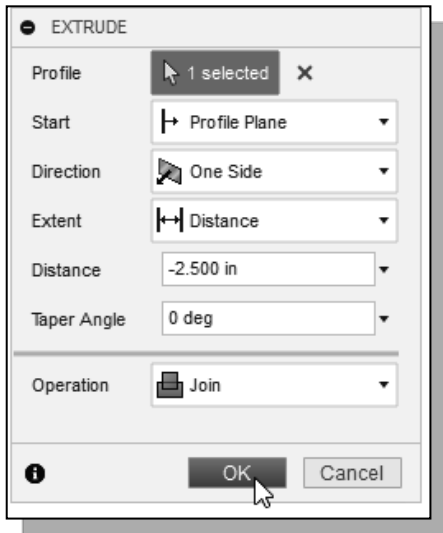 EXTRUDE
Profile 1 selected
Start Profile Plane
Direction One Side
Extent Distance
Distance -2.500 in
Taper Angle 0 deg
Operation Join
OK Cancel